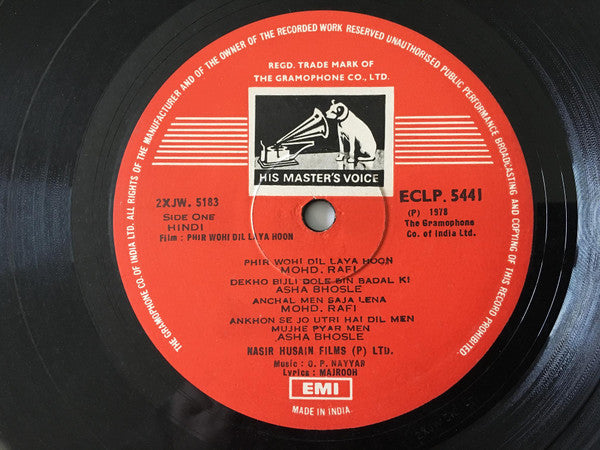 THE GRAMOPHONE CO. OF INDIA LTD. ALL RIGHTS OF THE MANUFACTURER AND OF THE OWNER OF THE RECORDED WORK RESERVED UNAUTHORISED PUBLIC PERFORMANCE BROADCASTING AND COPYING OF THIS RECORD PROHIBITED.
REGD. TRADE MARK OF
THE GRAMOPHONE CO., LTD.
HIS MASTER'S VOICE
2XJW. 5183
SIDE ONE
HINDI
Film : PHIR WOHI DIL LAYA HOON
ECLP. 5441
(P) 1978
The Gramophone
Co. of India Ltd.
PHIR WOHI DIL LAYA HOON
MOHD. RAFI
DEKHO BIJLI DOLE BIN BADAL KI
ASHA BHOSLE
ANCHAL MEN SAJA LENA
MOHD. RAFI
ANKHON SE JO UTRI HAI DIL MEN
MUJHE PYAR MEN
ASHA BHOSLE
NASIR HUSAIN FILMS (P) LTD.
Music : O. P. NAYYAR
Lyrics : MAJROOH
EMI
MADE IN INDIA.